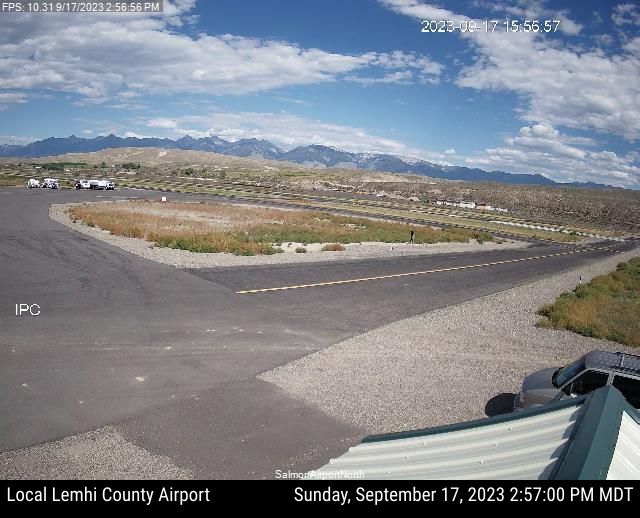 FPS: 10.31 9/17/2023 2:56:56 PM
2023-09-17 15:56:57
IPC
SalmonAirportNorth
Local Lemhi County Airport Sunday, September 17, 2023 2:57:00 PM MDT